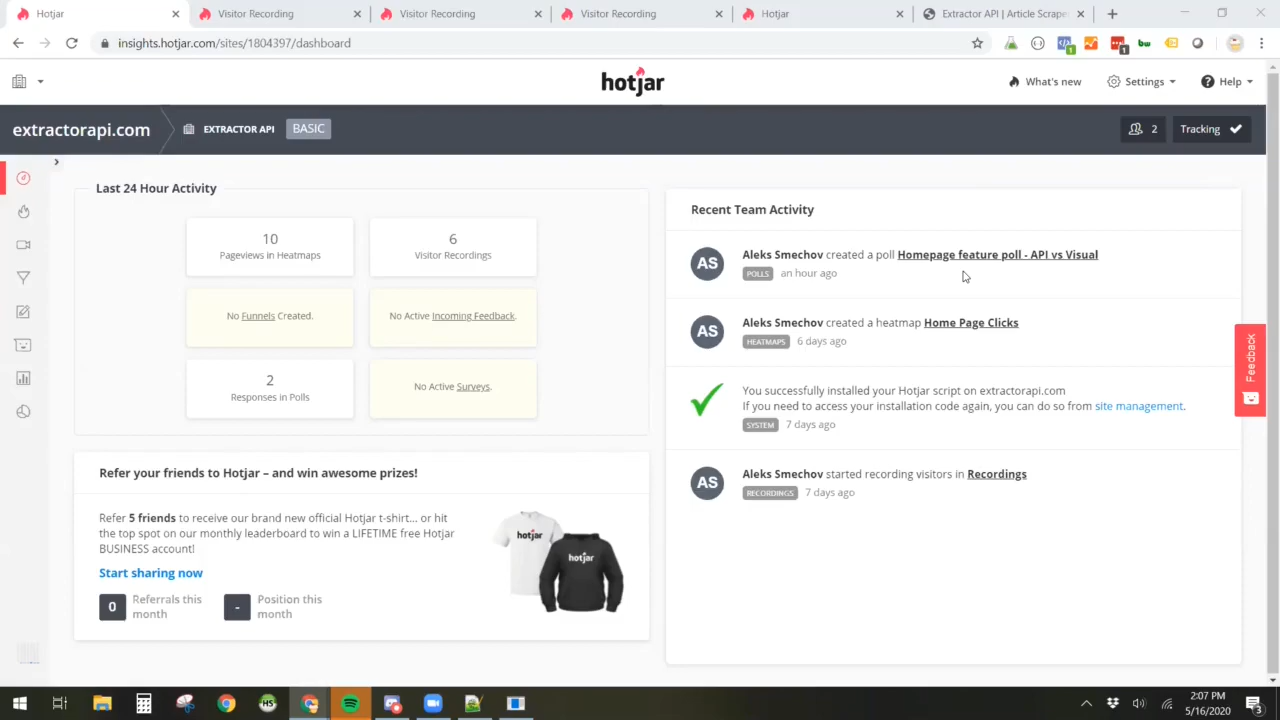 Hotjar
Visitor Recording
Visitor Recording
Visitor Recording
Hotjar
Extractor API | Article Scrape
insights.hotjar.com/sites/1804397/dashboard
1
1
hotjar
What's new
Settings
Help
extractorapi.com
EXTRACTOR API
BASIC
2
Tracking
Last 24 Hour Activity
10
Pageviews in Heatmaps
6
Visitor Recordings
No Funnels Created.
No Active Incoming Feedback.
2
Responses in Polls
No Active Surveys.
Refer your friends to Hotjar – and win awesome prizes!
Refer 5 friends to receive our brand new official Hotjar t-shirt... or hit
the top spot on our monthly leaderboard to win a LIFETIME free Hotjar
BUSINESS account!
Start sharing now
0
Referrals this
month
-
Position this
month
hotjar
hotjar
Recent Team Activity
AS
Aleks Smechov created a poll Homepage feature poll - API vs Visual
POLLS
an hour ago
AS
Aleks Smechov created a heatmap Home Page Clicks
HEATMAPS
6 days ago
You successfully installed your Hotjar script on extractorapi.com
If you need to access your installation code again, you can do so from site management.
SYSTEM
7 days ago
AS
Aleks Smechov started recording visitors in Recordings
RECORDINGS
7 days ago
Feedback
2:07 PM
5/16/2020
3